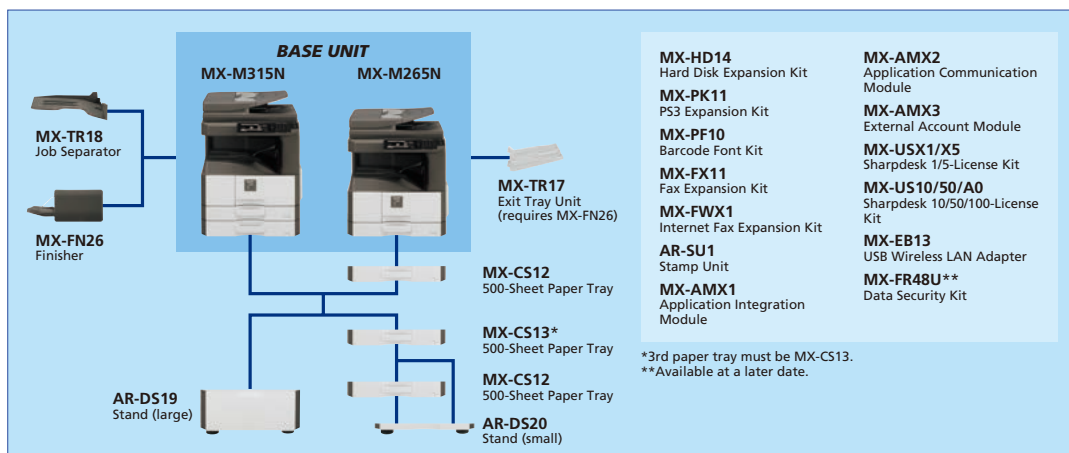 BASE UNIT
MX-M315N
MX-M265N
MX-TR18
Job Separator
MX-FN26
Finisher
MX-TR17
Exit Tray Unit
(requires MX-FN26)
MX-CS12
500-Sheet Paper Tray
MX-CS13*
500-Sheet Paper Tray
MX-CS12
500-Sheet Paper Tray
AR-DS19
Stand (large)
AR-DS20
Stand (small)
MX-HD14
Hard Disk Expansion Kit
MX-PK11
PS3 Expansion Kit
MX-PF10
Barcode Font Kit
MX-FX11
Fax Expansion Kit
MX-FWX1
Internet Fax Expansion Kit
AR-SU1
Stamp Unit
MX-AMX1
Application Integration
Module
MX-AMX2
Application Communication
Module
MX-AMX3
External Account Module
MX-USX1/X5
Sharpdesk 1/5-License Kit
MX-US10/50/A0
Sharpdesk 10/50/100-License
Kit
MX-EB13
USB Wireless LAN Adapter
MX-FR48U**
Data Security Kit
*3rd paper tray must be MX-CS13.
**Available at a later date.